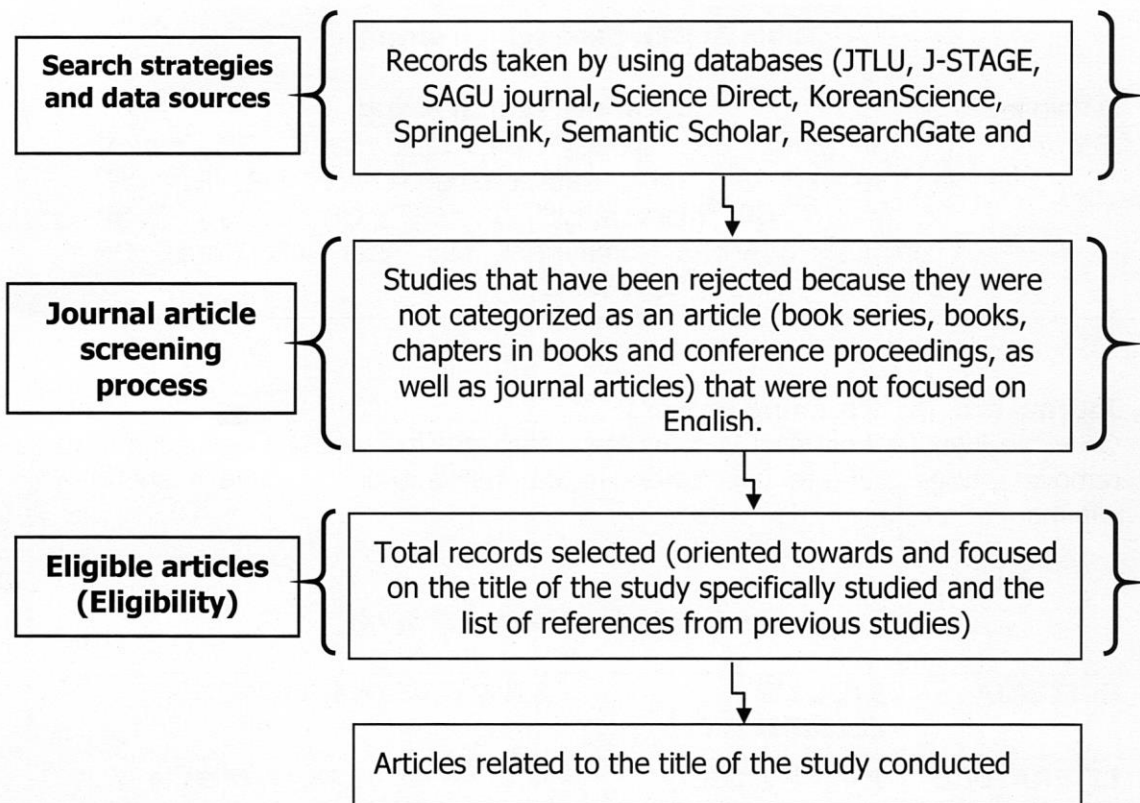 Search strategies
and data sources
Records taken by using databases (JTLU, J-STAGE,
SAGU journal, Science Direct, KoreanScience,
SpringeLink, Semantic Scholar, ResearchGate and
Journal article
screening
process
Studies that have been rejected because they were
not categorized as an article (book series, books,
chapters in books and conference proceedings, as
well as journal articles) that were not focused on
English.
Eligible articles
(Eligibility)
Total records selected (oriented towards and focused
on the title of the study specifically studied and the
list of references from previous studies)
Articles related to the title of the study conducted